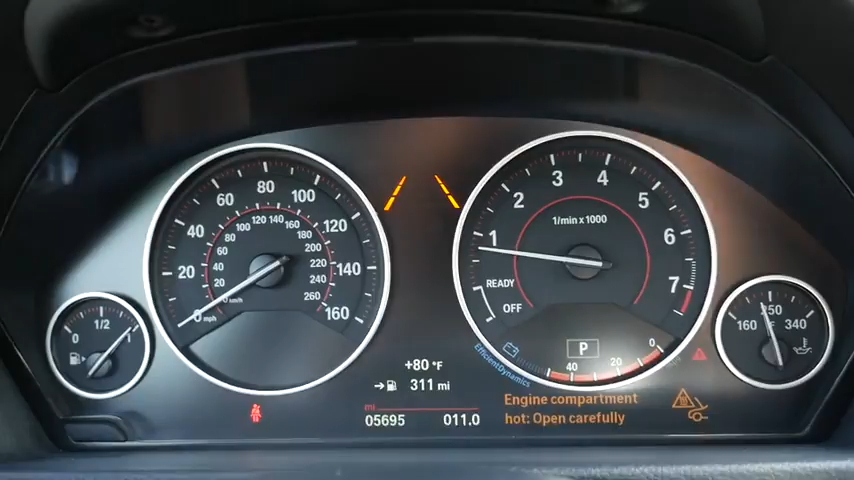 0
1/2
1
0 mph
20
40
60
80
100
120
140
160
0 km/h
20
40
60
80
100
120 140
160
180
200
220
240
260
1
2
3
4
5
6
7
1/min x 1000
READY
OFF
P
40
20
0
EfficientDynamics
160
250
340
°F
+80 °F
311 mi
mi
05695
011.0
Engine compartment
hot: Open carefully